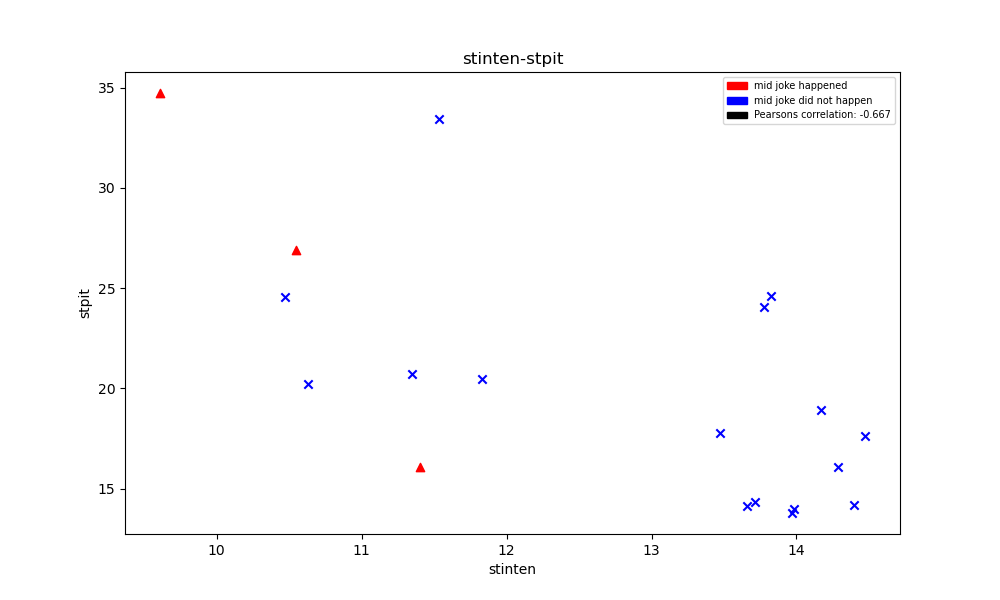 stinten-stpit
mid joke happened
mid joke did not happen
Pearsons correlation: -0.667
35
30
25
20
15
stpit
10
11
12
13
14
stinten